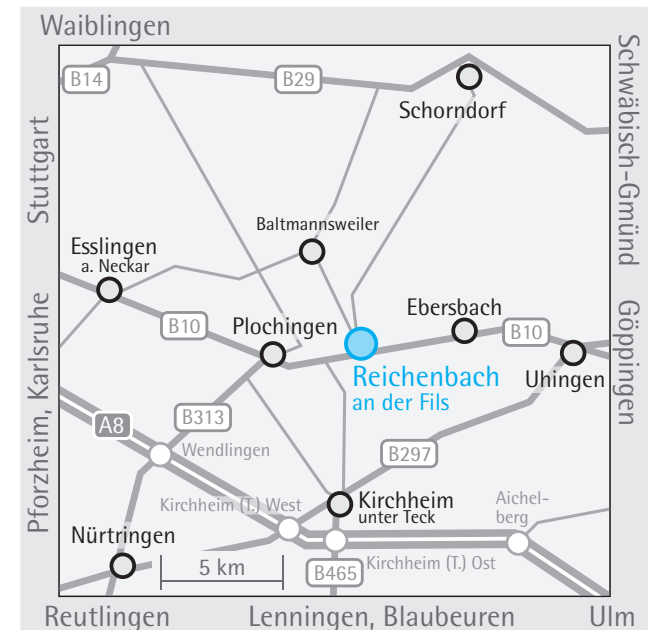 Waiblingen
B14
B29
Schorndorf
Schwäbisch-Gmünd
Stuttgart
Baltmannsweiler
Esslingen
a. Neckar
Ebersbach
B10
Plochingen
B10
Göppingen
Pforzheim, Karlsruhe
Reichenbach
an der Fils
Uhingen
B313
A8
Wendlingen
B297
Kirchheim (T.) West
Kirchheim
unter Teck
Aichel-
berg
Nürtringen
Kirchheim (T.) Ost
5 km
B465
Reutlingen
Lenningen, Blaubeuren
Ulm